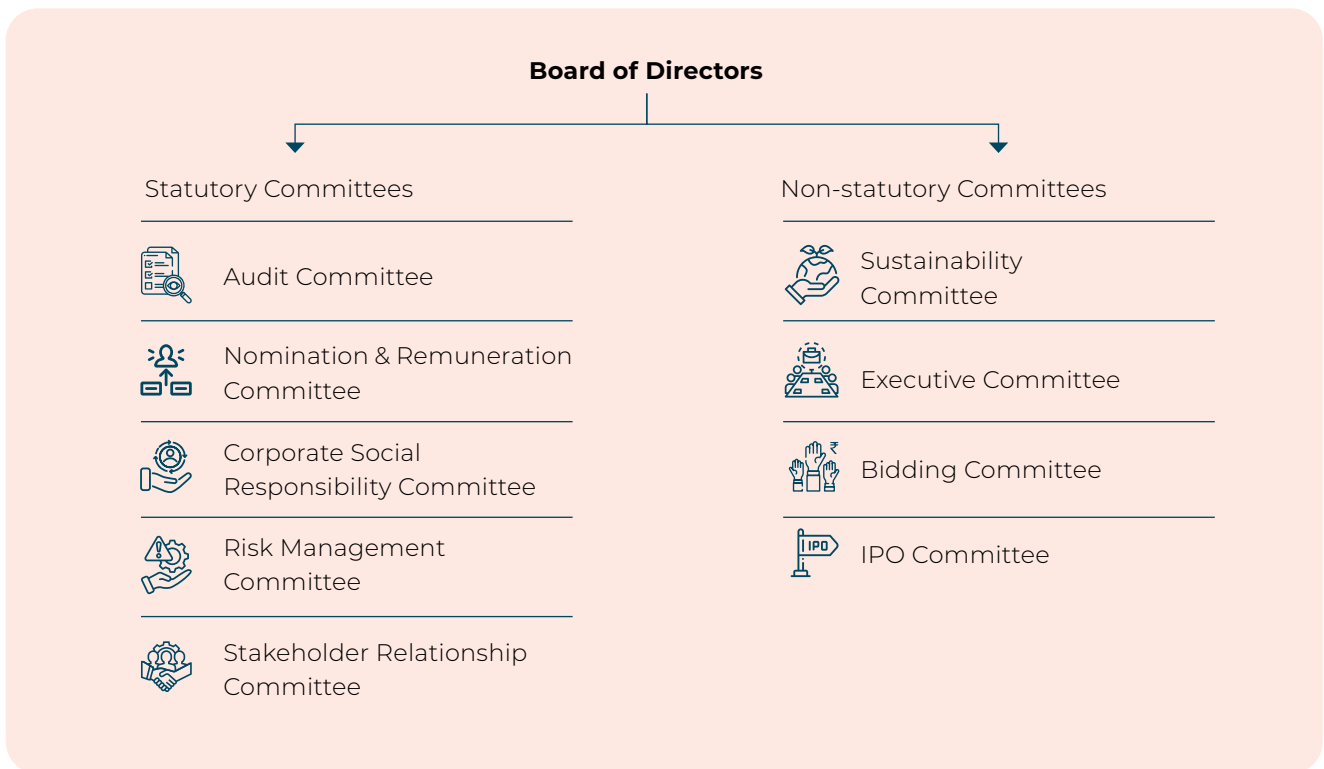 Board of Directors
Statutory Committees
Audit Committee
Nomination & Remuneration
Committee
Corporate Social
Responsibility Committee
Risk Management
Committee
Stakeholder Relationship
Committee
Non-statutory Committees
Sustainability
Committee
Executive Committee
₹
Bidding Committee
IPO
IPO Committee